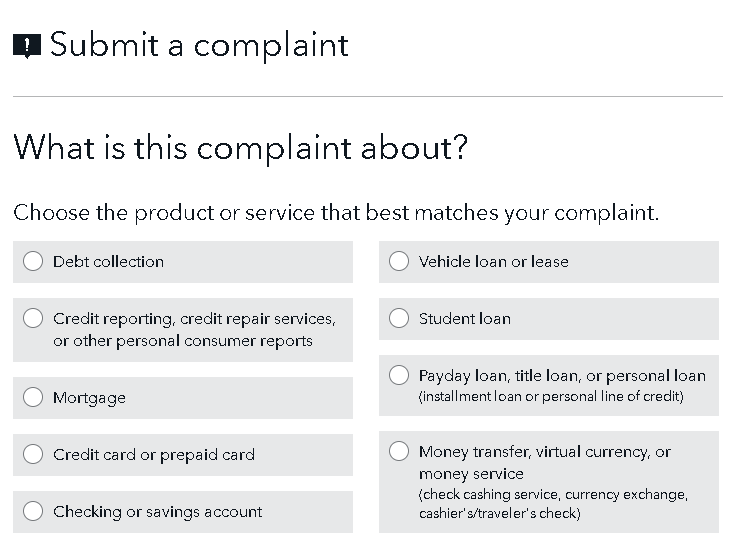 Submit a complaint
What is this complaint about?
Choose the product or service that best matches your complaint.
Debt collection
Credit reporting, credit repair services,
or other personal consumer reports
Mortgage
Credit card or prepaid card
Checking or savings account
Vehicle loan or lease
Student loan
Payday loan, title loan, or personal loan
(installment loan or personal line of credit)
Money transfer, virtual currency, or
money service
(check cashing service, currency exchange,
cashier's/traveler's check)